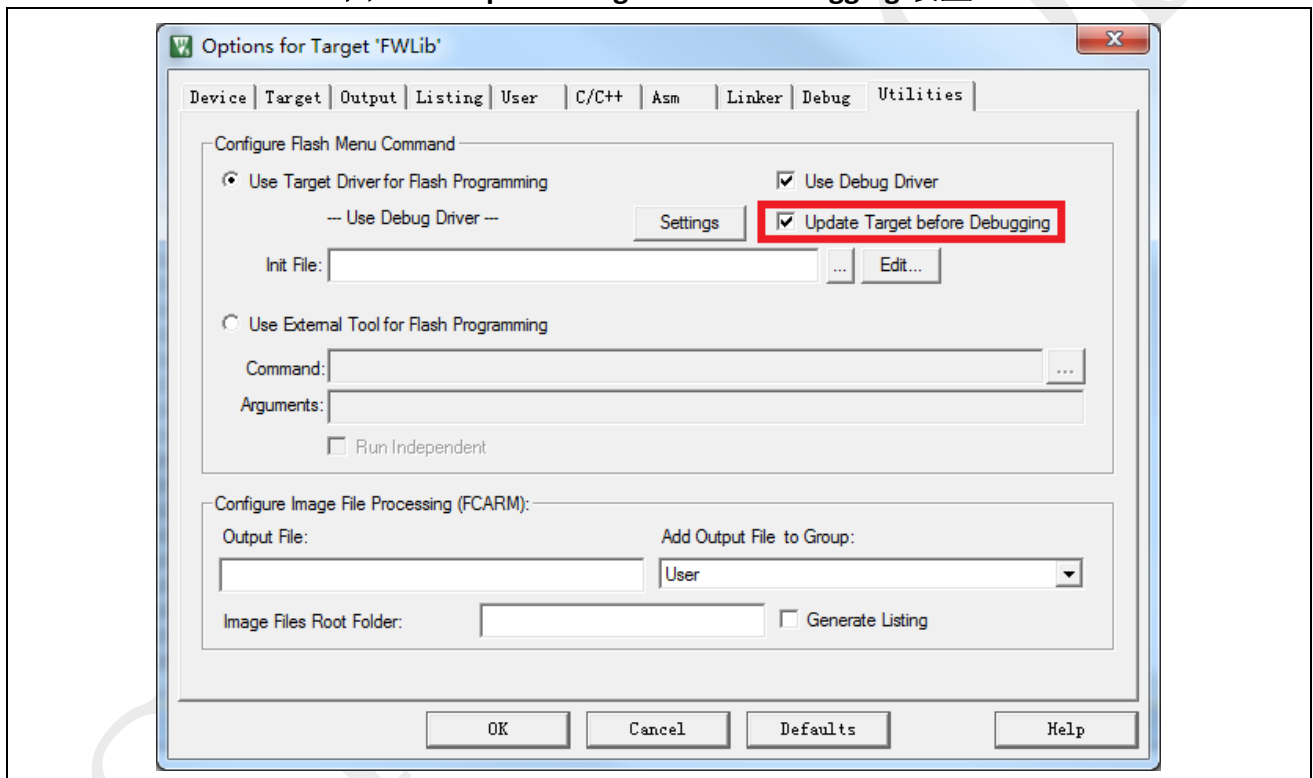 Options for Target 'FWLib'
Device Target Output Listing User C/C++ Asm Linker Debug Utilities
Configure Flash Menu Command
Use Target Driver for Flash Programming
Use Debug Driver
--- Use Debug Driver ---
Settings
Update Target before Debugging
Init File:
...
Edit...
Use External Tool for Flash Programming
Command:
...
Arguments:
Run Independent
Configure Image File Processing (FCARM):
Output File:
Add Output File to Group:
User
Image Files Root Folder:
Generate Listing
OK Cancel Defaults Help